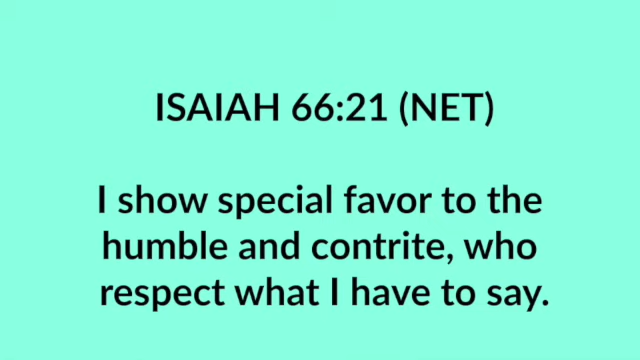 ISAIAH 66:21 (NET)
I show special favor to the
humble and contrite, who
respect what I have to say.